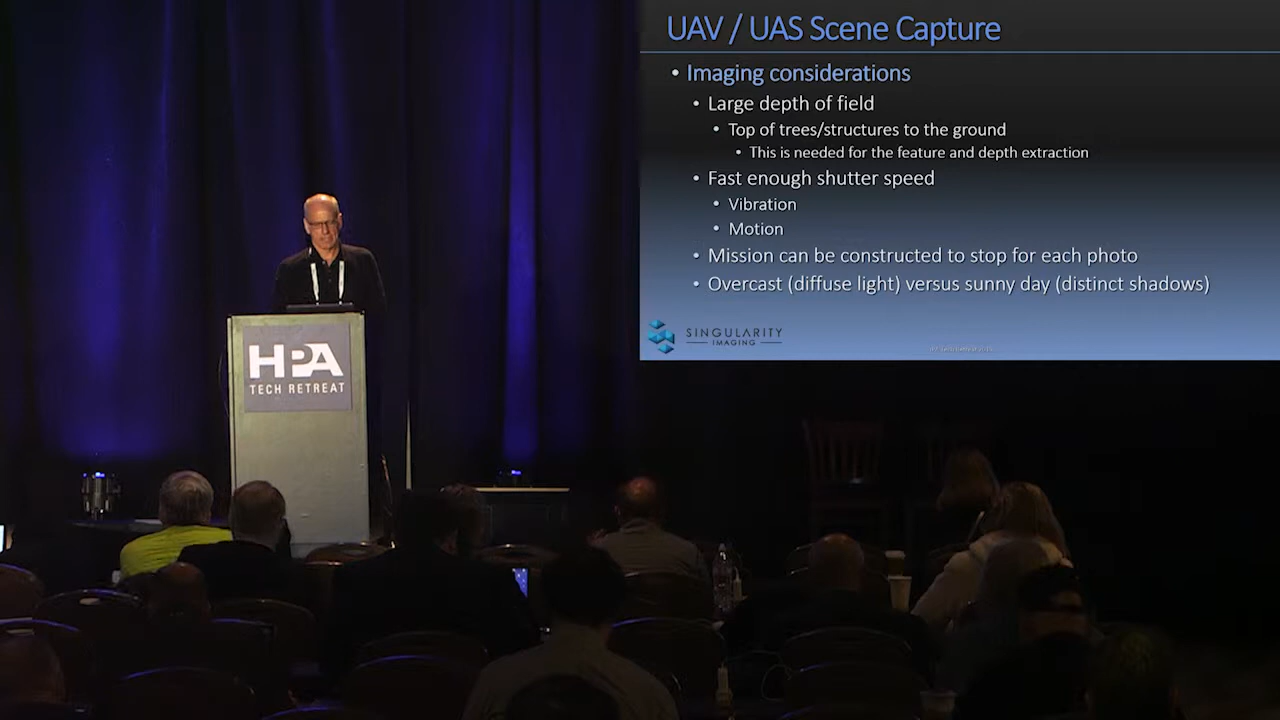 UAV / UAS Scene Capture
• Imaging considerations
• Large depth of field
• Top of trees/structures to the ground
• This is needed for the feature and depth extraction
• Fast enough shutter speed
• Vibration
• Motion
• Mission can be constructed to stop for each photo
• Overcast (diffuse light) versus sunny day (distinct shadows)
SINGULARITY
IMAGING
HPA
TECH RETREAT